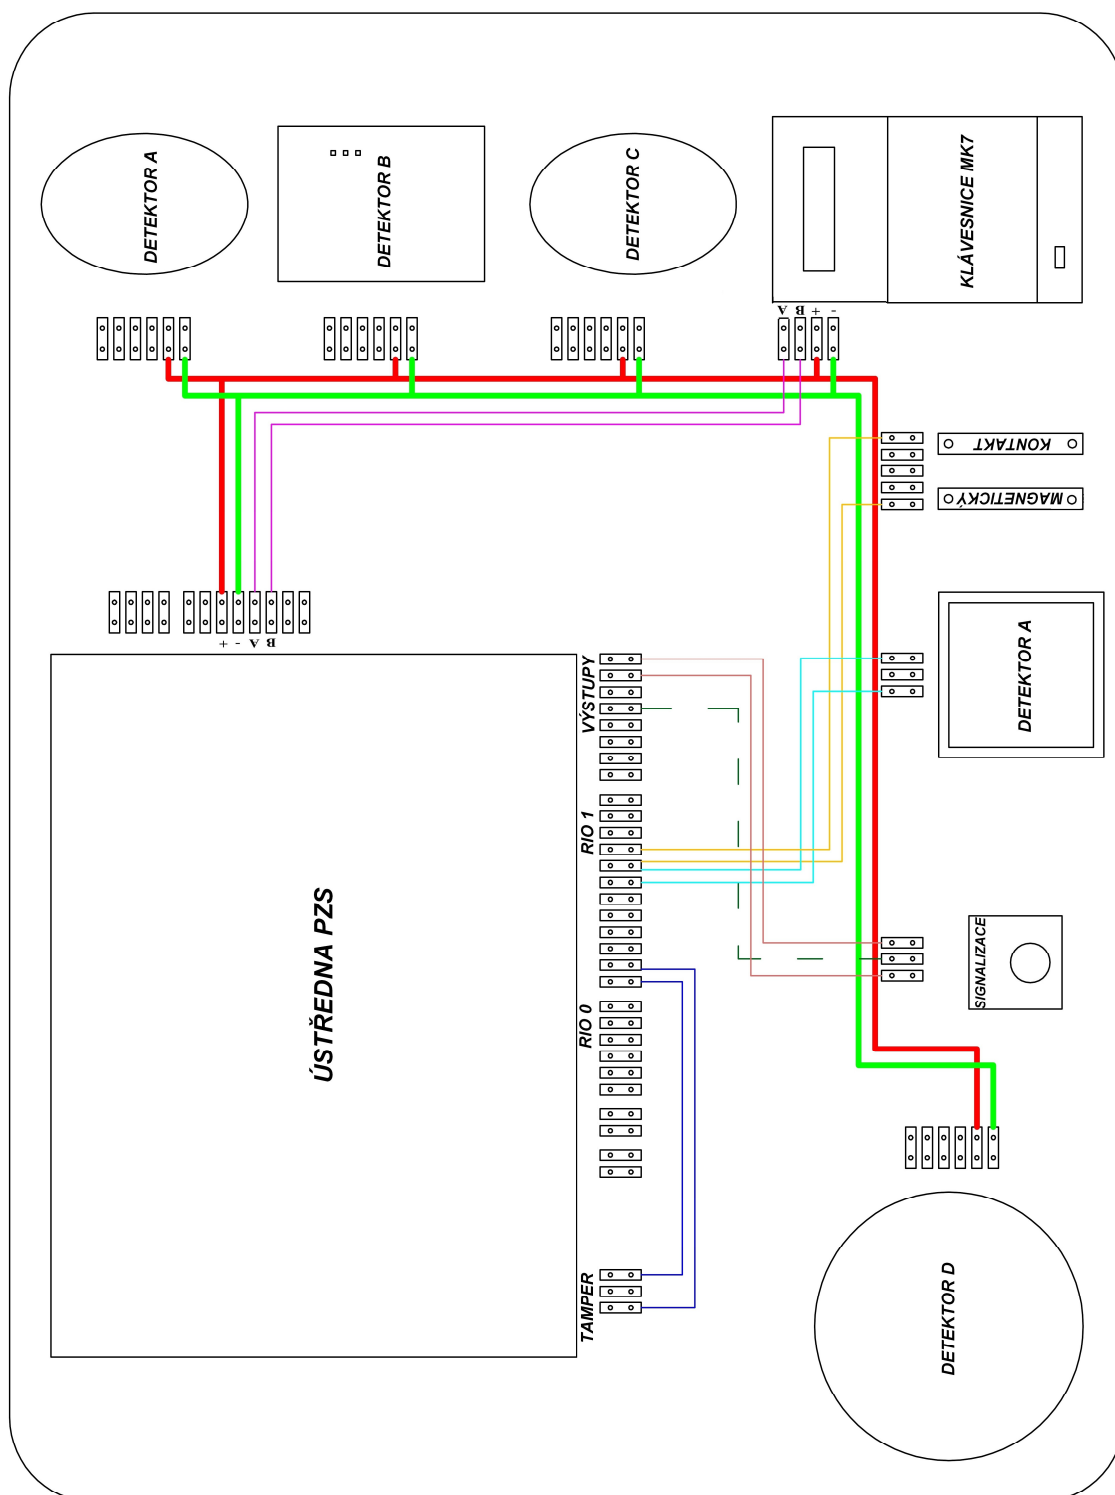 DETEKTOR A
DETEKTOR B
DETEKTOR C
KLÁVESNICE MK7
A B + -
KONTAKT
MAGNETICKÝ
+ - A B
VÝSTUPY
DETEKTOR A
RIO 1
ÚSTŘEDNA PZS
SIGNALIZACE
RIO 0
TAMPER
DETEKTOR D